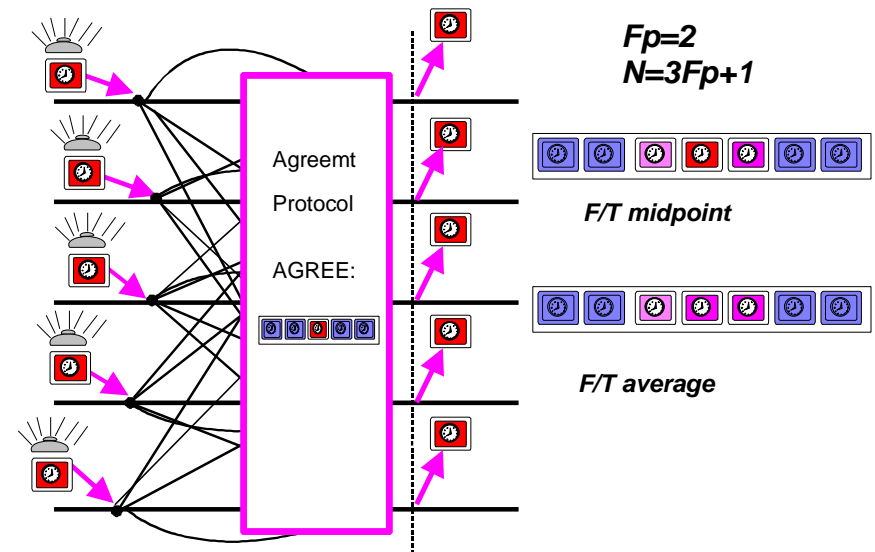 Fp=2
N=3Fp+1
Agreemt
Protocol
AGREE:
F/T midpoint
F/T average